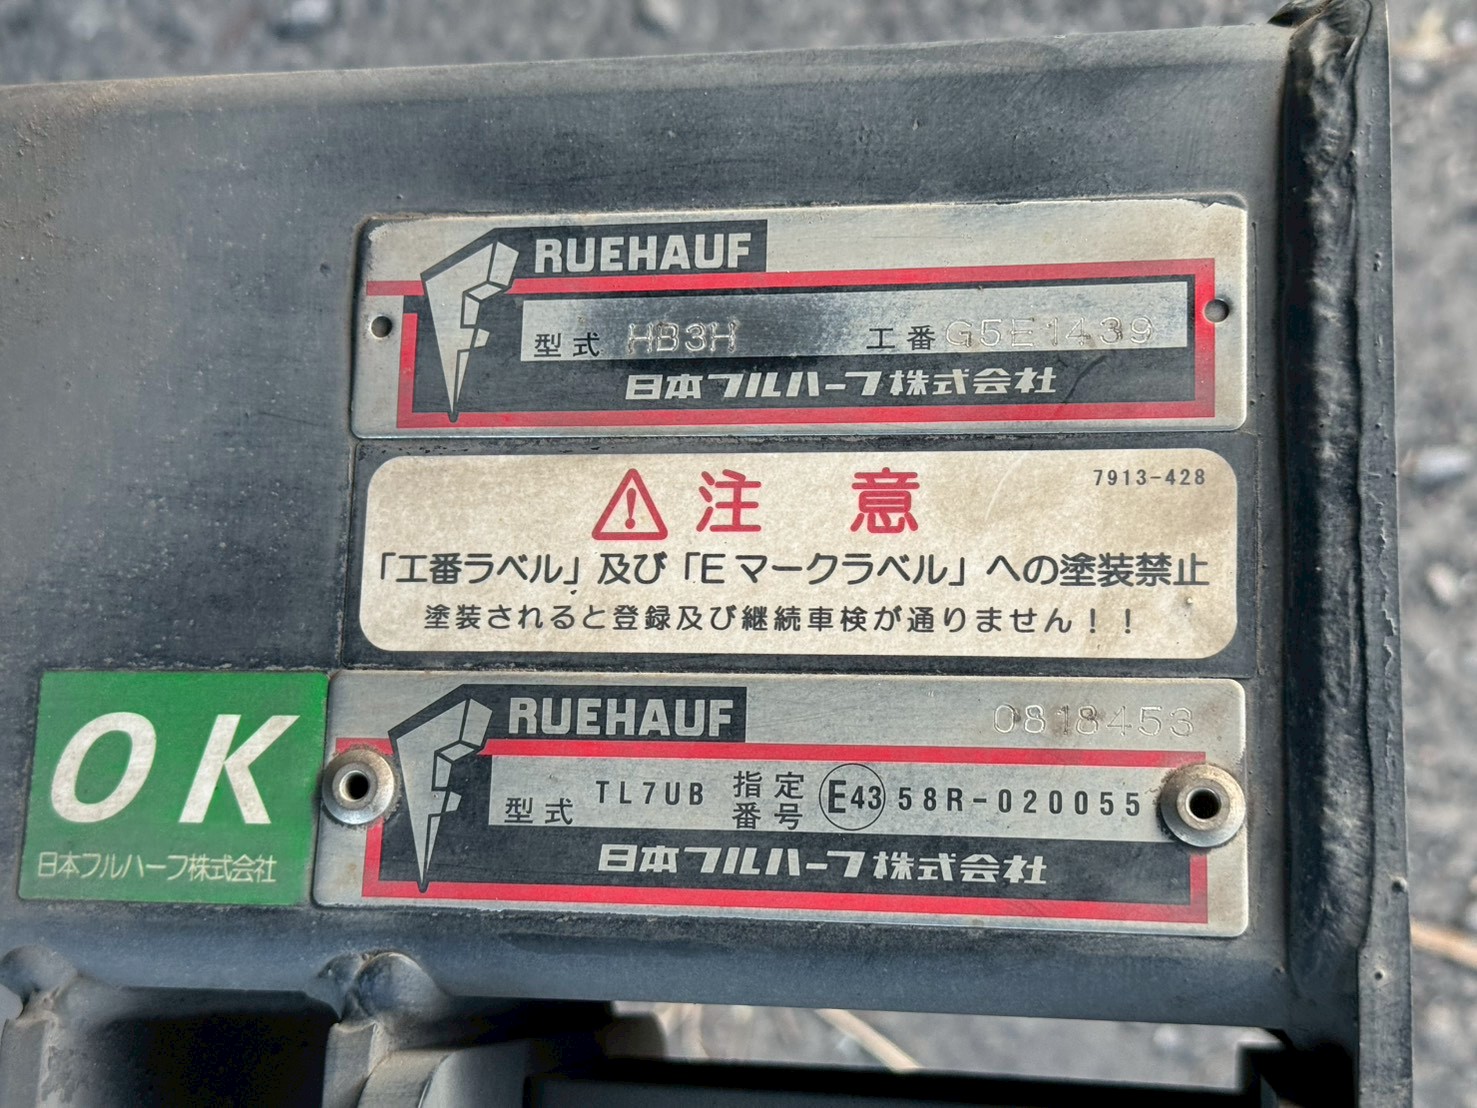 RUEHAUF
型式 HB3H 工番 G5E1439
日本フルハーフ株式会社
注意 7913-428
「工番ラベル」及び「Eマークラベル」への塗装禁止
塗装されると登録及び継続車検が通りません！！
OK
日本フルハーフ株式会社
RUEHAUF 0818453
型式 TL7UB 指定番号 E43 58R-020055
日本フルハーフ株式会社